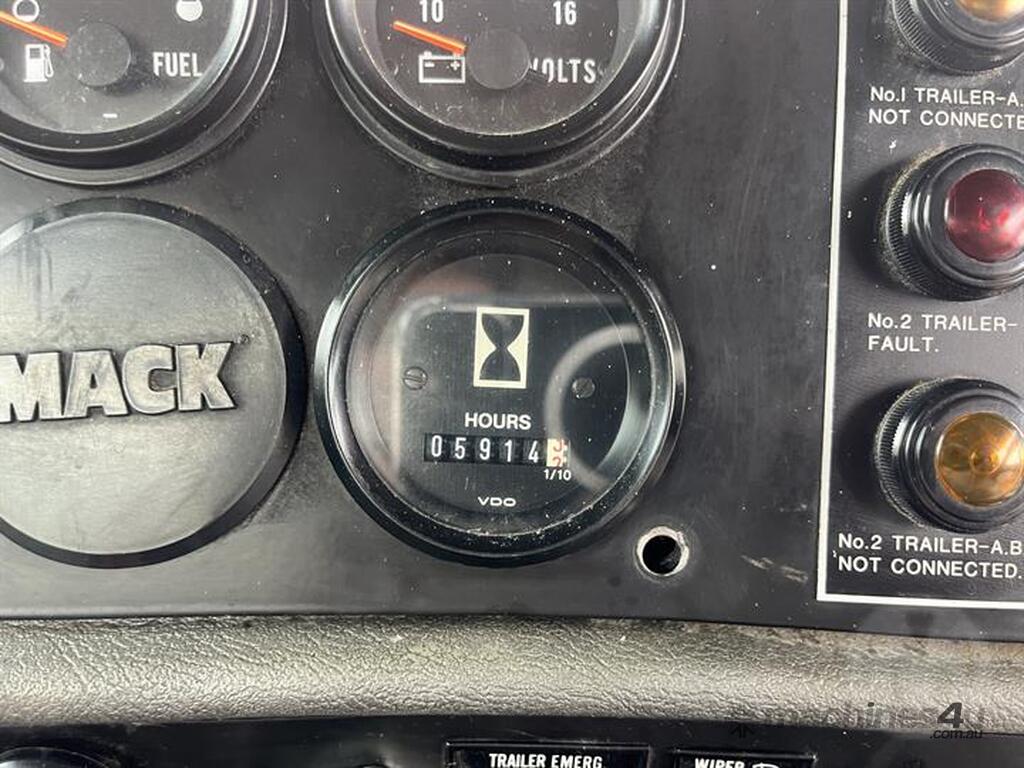 10 16
FUEL
VOLTS
No.1 TRAILER-A.
NOT CONNECTE
MACK
No.2 TRAILER-
FAULT.
HOURS
05914
1/10
VDO
No.2 TRAILER-A.B
NOT CONNECTED.
machines4u
.com.au
TRAILER EMERG.
WIPER